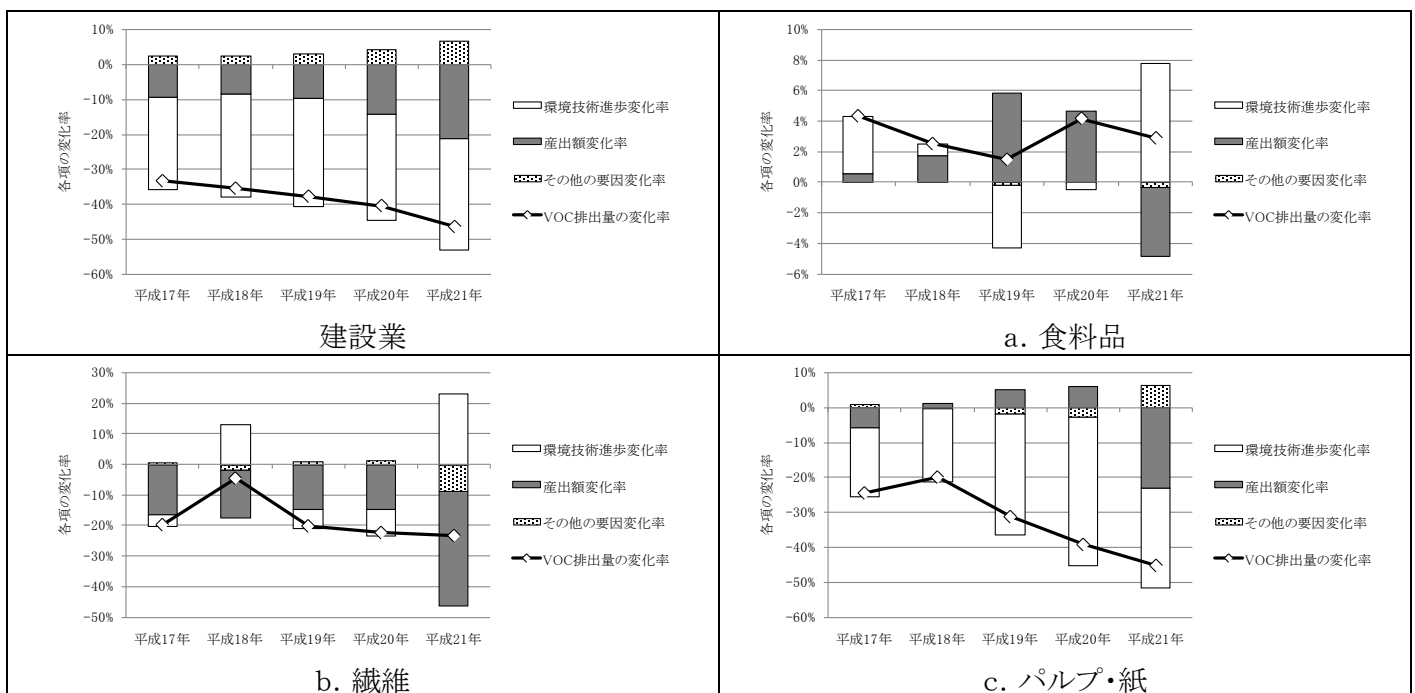 10%
0%
-10%
-20%
-30%
-40%
-50%
-60%
各項の変化率
平成17年 平成18年 平成19年 平成20年 平成21年
環境技術進歩変化率
産出額変化率
その他の要因変化率
VOC排出量の変化率
建設業
10%
8%
6%
4%
2%
0%
-2%
-4%
-6%
各項の変化率
平成17年 平成18年 平成19年 平成20年 平成21年
環境技術進歩変化率
産出額変化率
その他の要因変化率
VOC排出量の変化率
a. 食料品
30%
20%
10%
0%
-10%
-20%
-30%
-40%
-50%
各項の変化率
平成17年 平成18年 平成19年 平成20年 平成21年
環境技術進歩変化率
産出額変化率
その他の要因変化率
VOC排出量の変化率
b. 繊維
10%
0%
-10%
-20%
-30%
-40%
-50%
-60%
各項の変化率
平成17年 平成18年 平成19年 平成20年 平成21年
環境技術進歩変化率
産出額変化率
その他の要因変化率
VOC排出量の変化率
c. パルプ・紙